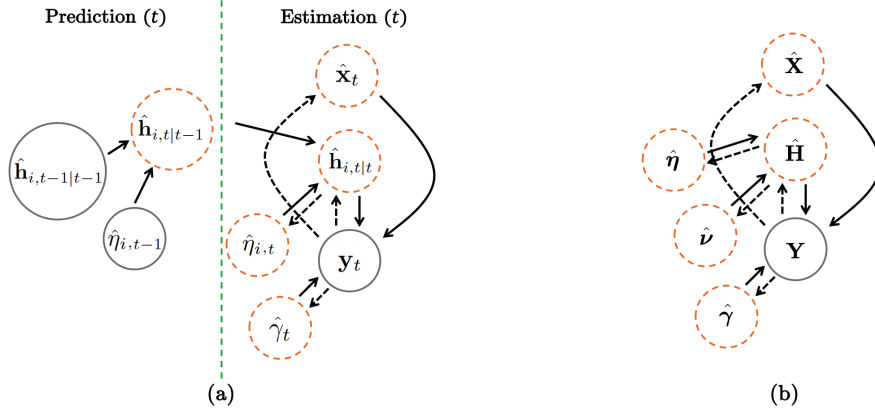 Prediction (t)
Estimation (t)
x̂_t
X̂
ĥ_{i,t|t−1}
ĥ_{i,t−1|t−1}
ĥ_{i,t|t}
Ĥ
η̂
η̂_{i,t−1}
η̂_{i,t}
ν̂
y_t
Y
γ̂_t
γ̂
(a)
(b)